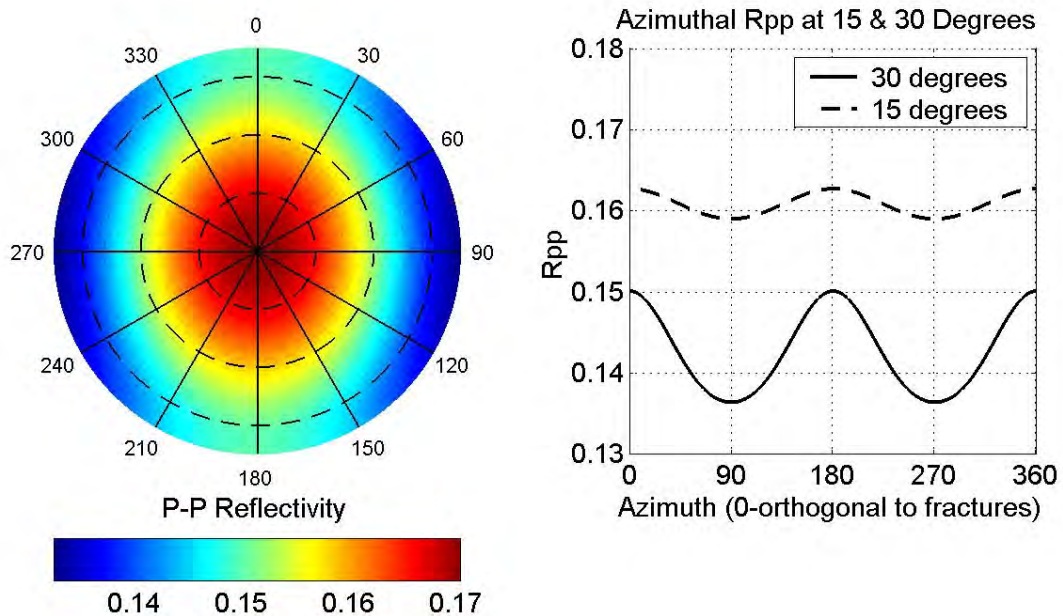 0
30
60
90
120
150
180
210
240
270
300
330
P-P Reflectivity
0.14 0.15 0.16 0.17
Azimuthal Rpp at 15 & 30 Degrees
30 degrees
15 degrees
Rpp
0.18
0.17
0.16
0.15
0.14
0.13
0 90 180 270 360
Azimuth (0-orthogonal to fractures)